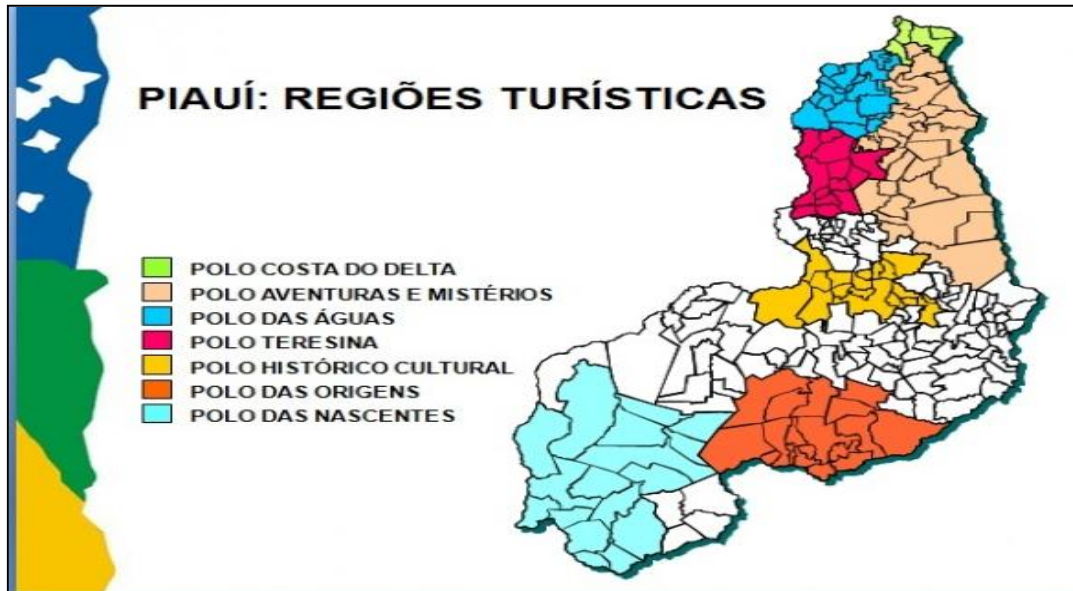 PIAUÍ: REGIÕES TURÍSTICAS
POLO COSTA DO DELTA
POLO AVENTURAS E MISTÉRIOS
POLO DAS ÁGUAS
POLO TERESINA
POLO HISTÓRICO CULTURAL
POLO DAS ORIGENS
POLO DAS NASCENTES